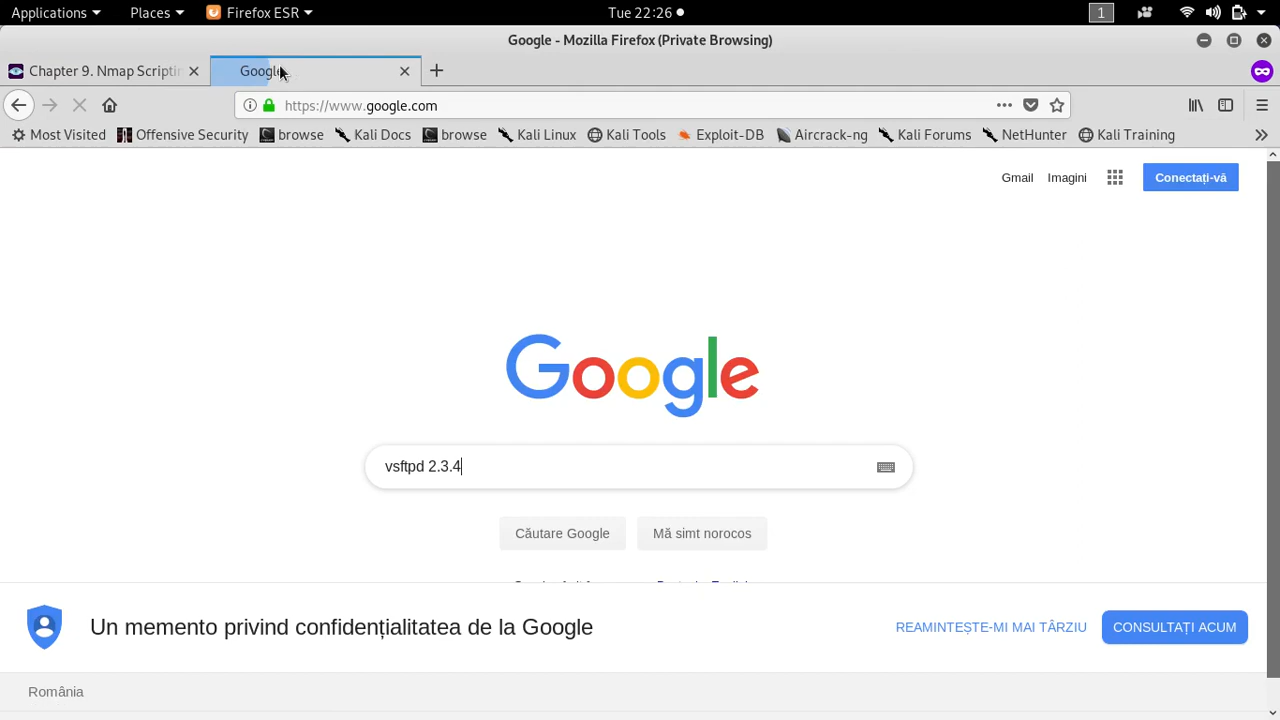 Applications Places Firefox ESR Tue 22:26 1
Google - Mozilla Firefox (Private Browsing)
Chapter 9. Nmap Scriptin Google
https://www.google.com
Most Visited Offensive Security browse Kali Docs browse Kali Linux Kali Tools Exploit-DB Aircrack-ng Kali Forums NetHunter Kali Training
Gmail Imagini Conectați-vă
Google
vsftpd 2.3.4
Căutare Google Mă simt norocos
Un memento privind confidențialitatea de la Google REAMINTEȘTE-MI MAI TÂRZIU CONSULTAȚI ACUM
România